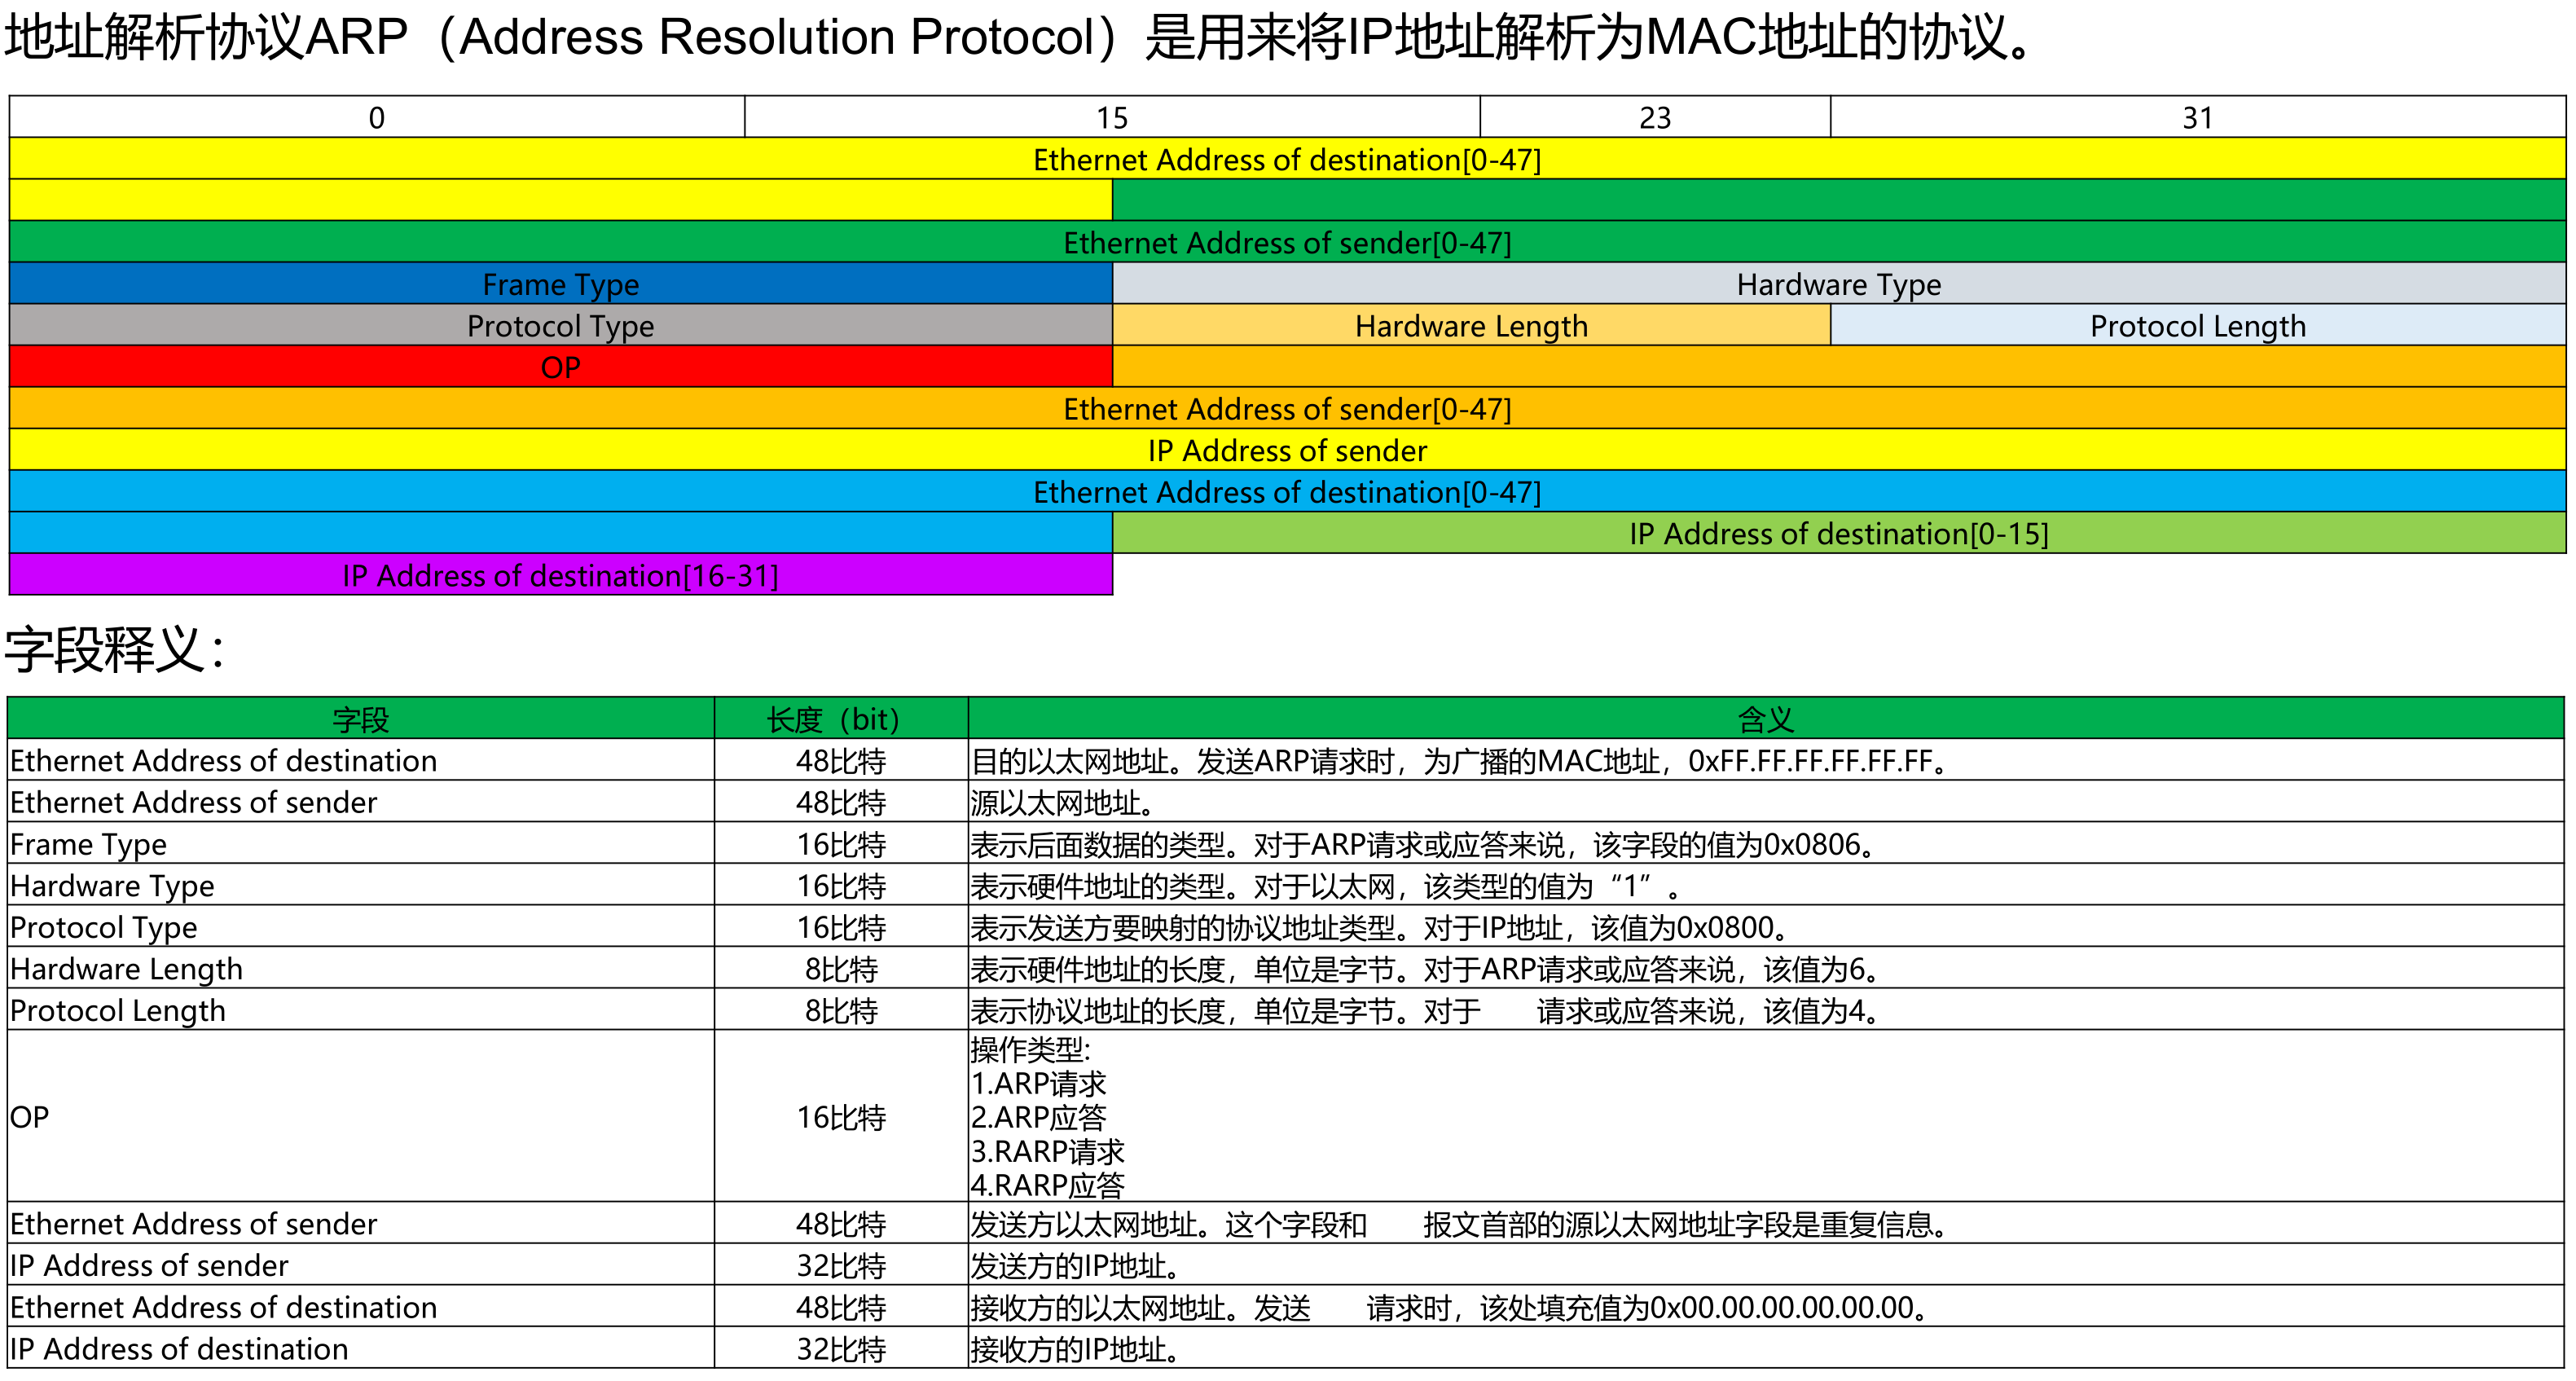 地址解析协议ARP（Address Resolution Protocol）是用来将IP地址解析为MAC地址的协议。
0 15 23 31
Ethernet Address of destination[0-47]
Ethernet Address of sender[0-47]
Frame Type Hardware Type
Protocol Type Hardware Length Protocol Length
OP
Ethernet Address of sender[0-47]
IP Address of sender
Ethernet Address of destination[0-47]
IP Address of destination[0-15]
IP Address of destination[16-31]
字段释义：
字段 长度（bit） 含义
Ethernet Address of destination 48比特 目的以太网地址。发送ARP请求时，为广播的MAC地址，0xFF.FF.FF.FF.FF.FF。
Ethernet Address of sender 48比特 源以太网地址。
Frame Type 16比特 表示后面数据的类型。对于ARP请求或应答来说，该字段的值为0x0806。
Hardware Type 16比特 表示硬件地址的类型。对于以太网，该类型的值为“1”。
Protocol Type 16比特 表示发送方要映射的协议地址类型。对于IP地址，该值为0x0800。
Hardware Length 8比特 表示硬件地址的长度，单位是字节。对于ARP请求或应答来说，该值为6。
Protocol Length 8比特 表示协议地址的长度，单位是字节。对于 请求或应答来说，该值为4。
OP 16比特 操作类型:
1.ARP请求
2.ARP应答
3.RARP请求
4.RARP应答
Ethernet Address of sender 48比特 发送方以太网地址。这个字段和 报文首部的源以太网地址字段是重复信息。
IP Address of sender 32比特 发送方的IP地址。
Ethernet Address of destination 48比特 接收方的以太网地址。发送 请求时，该处填充值为0x00.00.00.00.00.00。
IP Address of destination 32比特 接收方的IP地址。